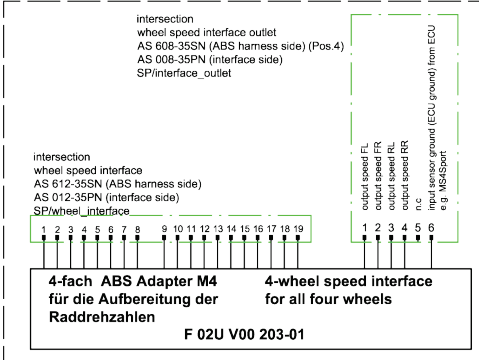 intersection
wheel speed interface outlet
AS 608-35SN (ABS harness side) (Pos.4)
AS 008-35PN (interface side)
SP/interface_outlet
output speed FL
output speed FR
output speed RL
output speed RR
n.c
input sensor ground (ECU ground) from ECU
e.g. MS4Sport
intersection
wheel speed interface
AS 612-35SN (ABS harness side)
AS 012-35PN (interface side)
SP/wheel_interface
1 2 3 4 5 6 7 8 9 10 11 12 13 14 15 16 17 18 19
1 2 3 4 5 6
4-fach ABS Adapter M4
für die Aufbereitung der
Raddrehzahlen
4-wheel speed interface
for all four wheels
F 02U V00 203-01